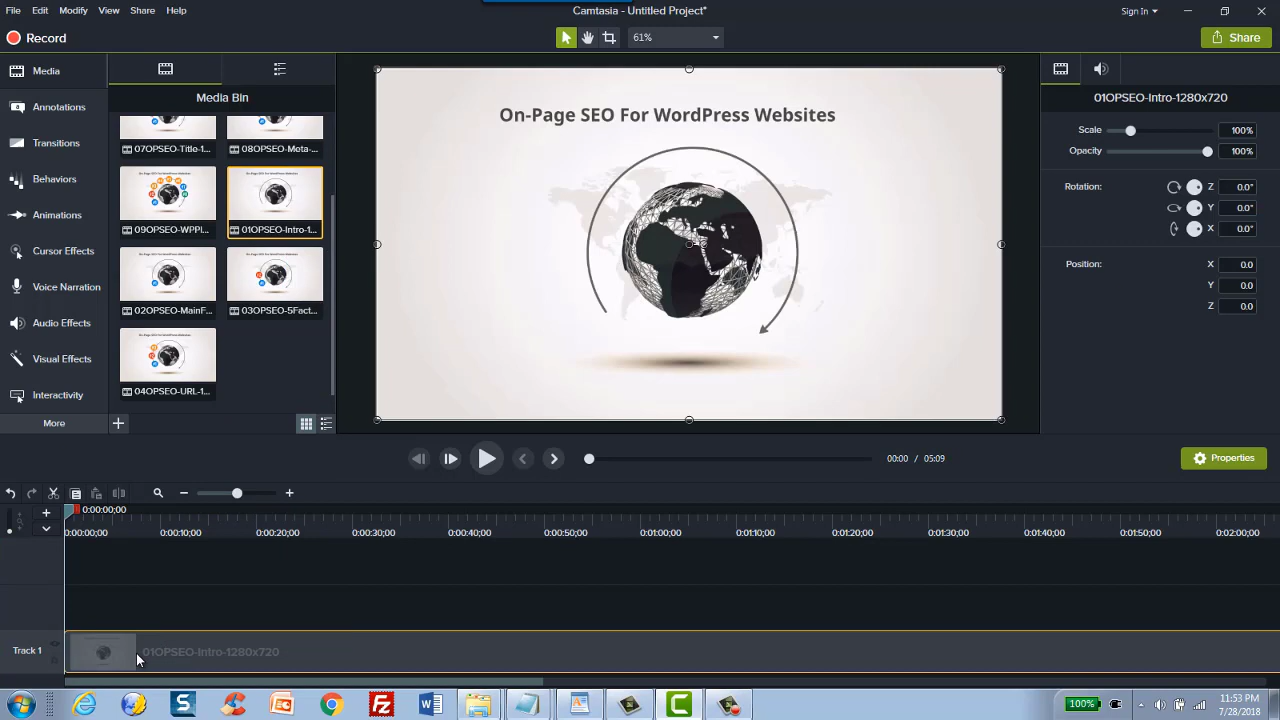 File Edit Modify View Share Help
Camtasia - Untitled Project*
Sign In
Record
61%
Share
Media
Annotations
Transitions
Behaviors
Animations
Cursor Effects
Voice Narration
Audio Effects
Visual Effects
Interactivity
More
Media Bin
07OPSEO-Title-1... 08OPSEO-Meta-...
09OPSEO-WPPl... 01OPSEO-Intro-1...
02OPSEO-MainF... 03OPSEO-5Fact...
04OPSEO-URL-1...
On-Page SEO For WordPress Websites
01OPSEO-Intro-1280x720
Scale 100%
Opacity 100%
Rotation: Z 0.0°
Y 0.0°
X 0.0°
Position: X 0.0
Y 0.0
Z 0.0
00:00 / 05:09
Properties
0:00:00;00
0:00:00;00 0:00:10;00 0:00:20;00 0:00:30;00 0:00:40;00 0:00:50;00 0:01:00;00 0:01:10;00 0:01:20;00 0:01:30;00 0:01:40;00 0:01:50;00 0:02:00;00
Track 1
01OPSEO-Intro-1280x720
100%
11:53 PM
7/28/2018